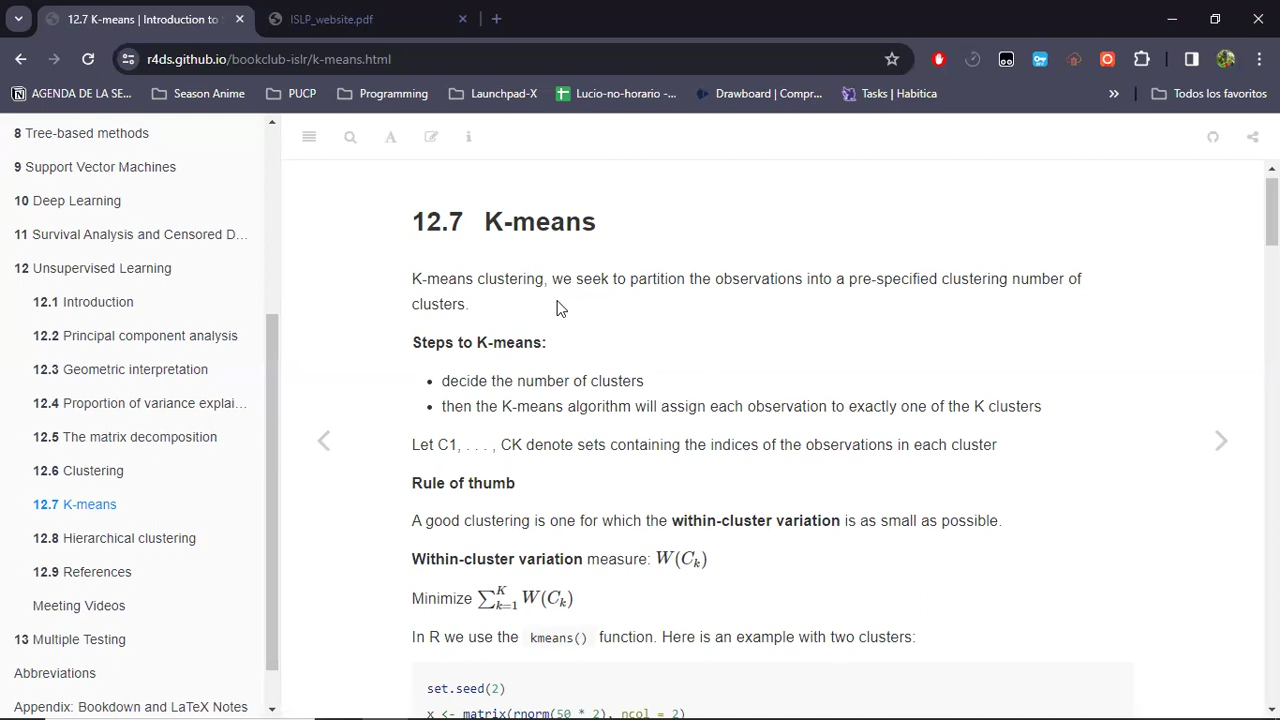 12.7 K-means | Introduction to
ISLP_website.pdf
r4ds.github.io/bookclub-islr/k-means.html
AGENDA DE LA SE...
Season Anime
PUCP
Programming
Launchpad-X
Lucio-no-horario -...
Drawboard | Compr...
Tasks | Habitica
»
Todos los favoritos
8 Tree-based methods
9 Support Vector Machines
10 Deep Learning
11 Survival Analysis and Censored D...
12 Unsupervised Learning
12.1 Introduction
12.2 Principal component analysis
12.3 Geometric interpretation
12.4 Proportion of variance explai...
12.5 The matrix decomposition
12.6 Clustering
12.7 K-means
12.8 Hierarchical clustering
12.9 References
Meeting Videos
13 Multiple Testing
Abbreviations
Appendix: Bookdown and LaTeX Notes
12.7 K-means
K-means clustering, we seek to partition the observations into a pre-specified clustering number of
clusters.
Steps to K-means:
• decide the number of clusters
• then the K-means algorithm will assign each observation to exactly one of the K clusters
Let C1, . . . , CK denote sets containing the indices of the observations in each cluster
Rule of thumb
A good clustering is one for which the within-cluster variation is as small as possible.
Within-cluster variation measure: W(C_k)
Minimize ∑_{k=1}^{K} W(C_k)
In R we use the kmeans() function. Here is an example with two clusters:
set.seed(2)
x <- matrix(rnorm(50 * 2), ncol = 2)